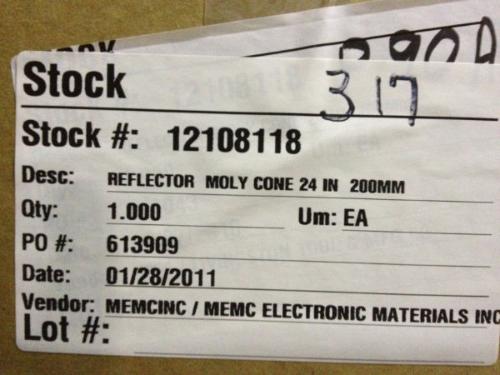 Stock 317
Stock #: 12108118
Desc: REFLECTOR MOLY CONE 24 IN 200MM
Qty: 1.000 Um: EA
PO #: 613909
Date: 01/28/2011
Vendor: MEMCINC / MEMC ELECTRONIC MATERIALS INC
Lot #: